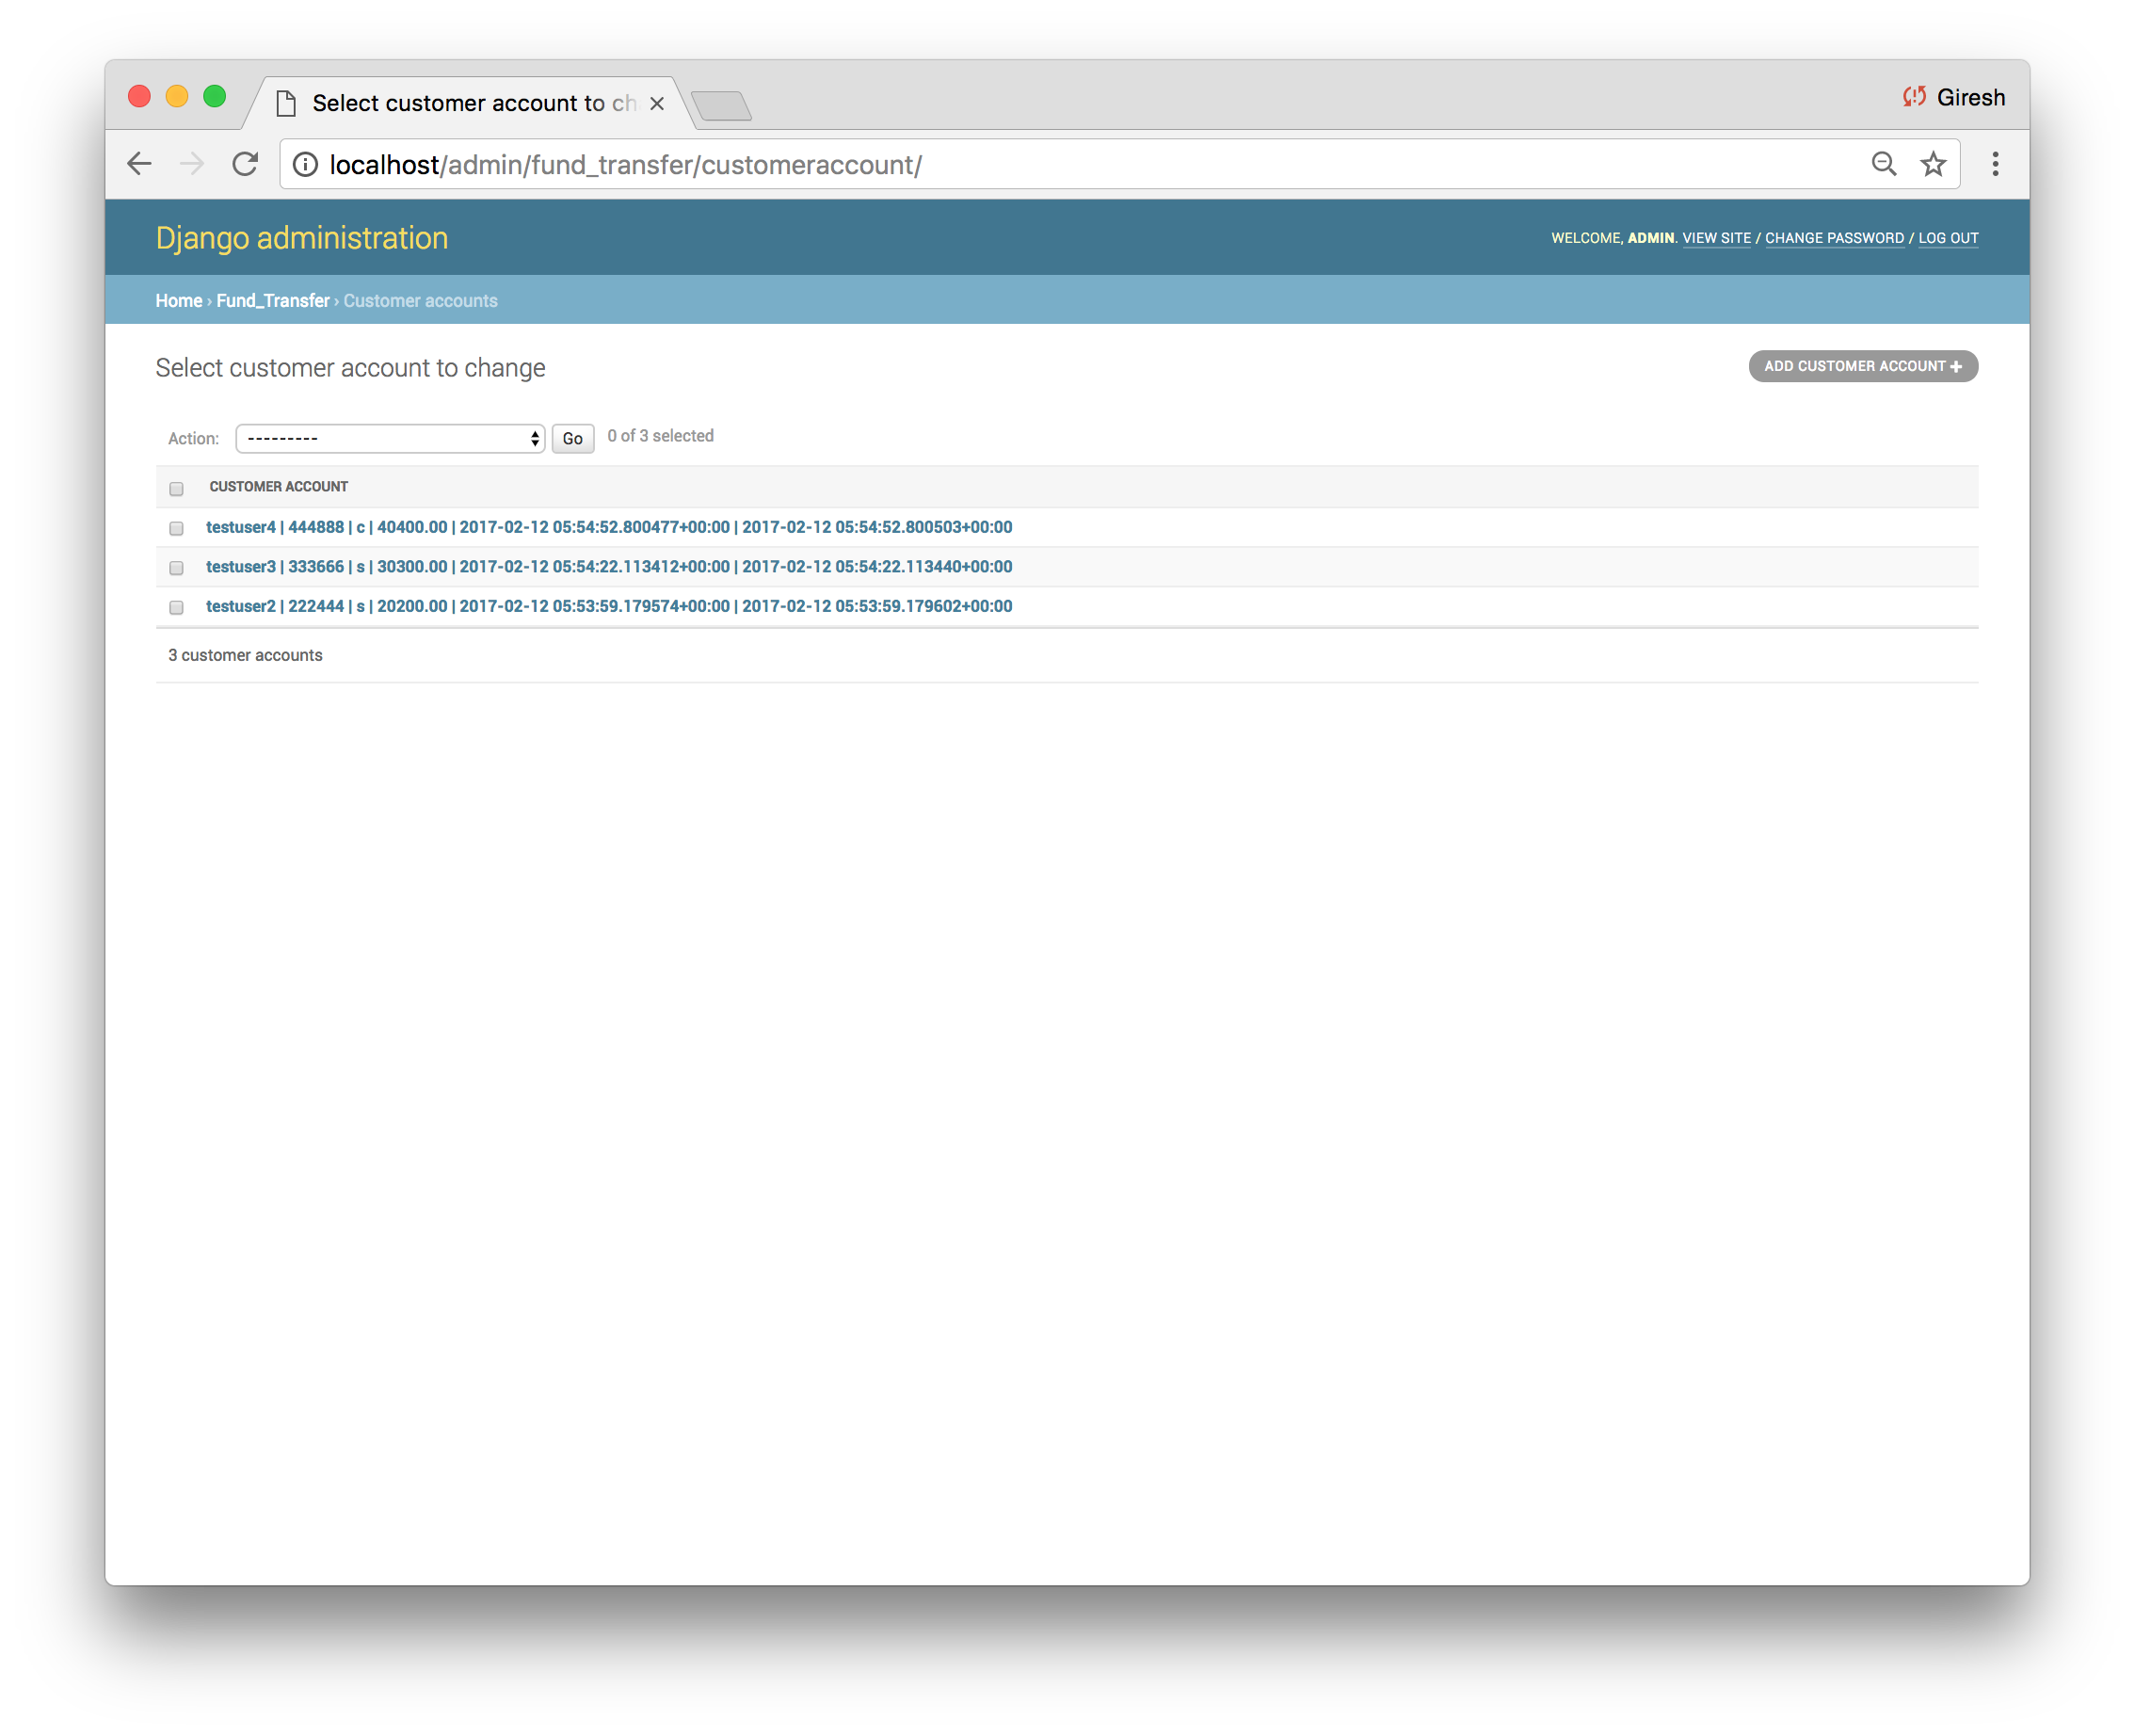 Select customer account to ch
Giresh
localhost/admin/fund_transfer/customeraccount/
Django administration
WELCOME, ADMIN. VIEW SITE / CHANGE PASSWORD / LOG OUT
Home › Fund_Transfer › Customer accounts
Select customer account to change
ADD CUSTOMER ACCOUNT +
Action: --------- Go 0 of 3 selected
CUSTOMER ACCOUNT
testuser4 | 444888 | c | 40400.00 | 2017-02-12 05:54:52.800477+00:00 | 2017-02-12 05:54:52.800503+00:00
testuser3 | 333666 | s | 30300.00 | 2017-02-12 05:54:22.113412+00:00 | 2017-02-12 05:54:22.113440+00:00
testuser2 | 222444 | s | 20200.00 | 2017-02-12 05:53:59.179574+00:00 | 2017-02-12 05:53:59.179602+00:00
3 customer accounts